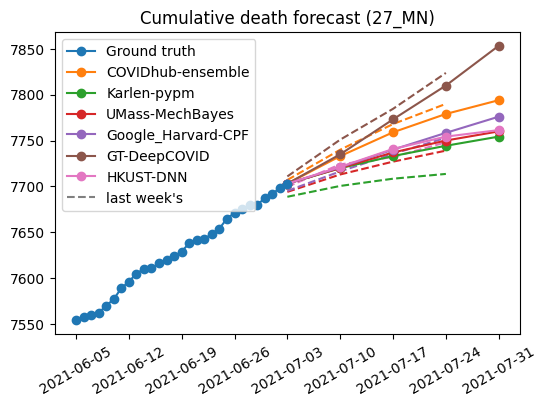 Cumulative death forecast (27_MN)
7850
7800
7750
7700
7650
7600
7550
Ground truth
COVIDhub-ensemble
Karlen-pypm
UMass-MechBayes
Google_Harvard-CPF
GT-DeepCOVID
HKUST-DNN
last week's
2021-06-05
2021-06-12
2021-06-19
2021-06-26
2021-07-03
2021-07-10
2021-07-17
2021-07-24
2021-07-31